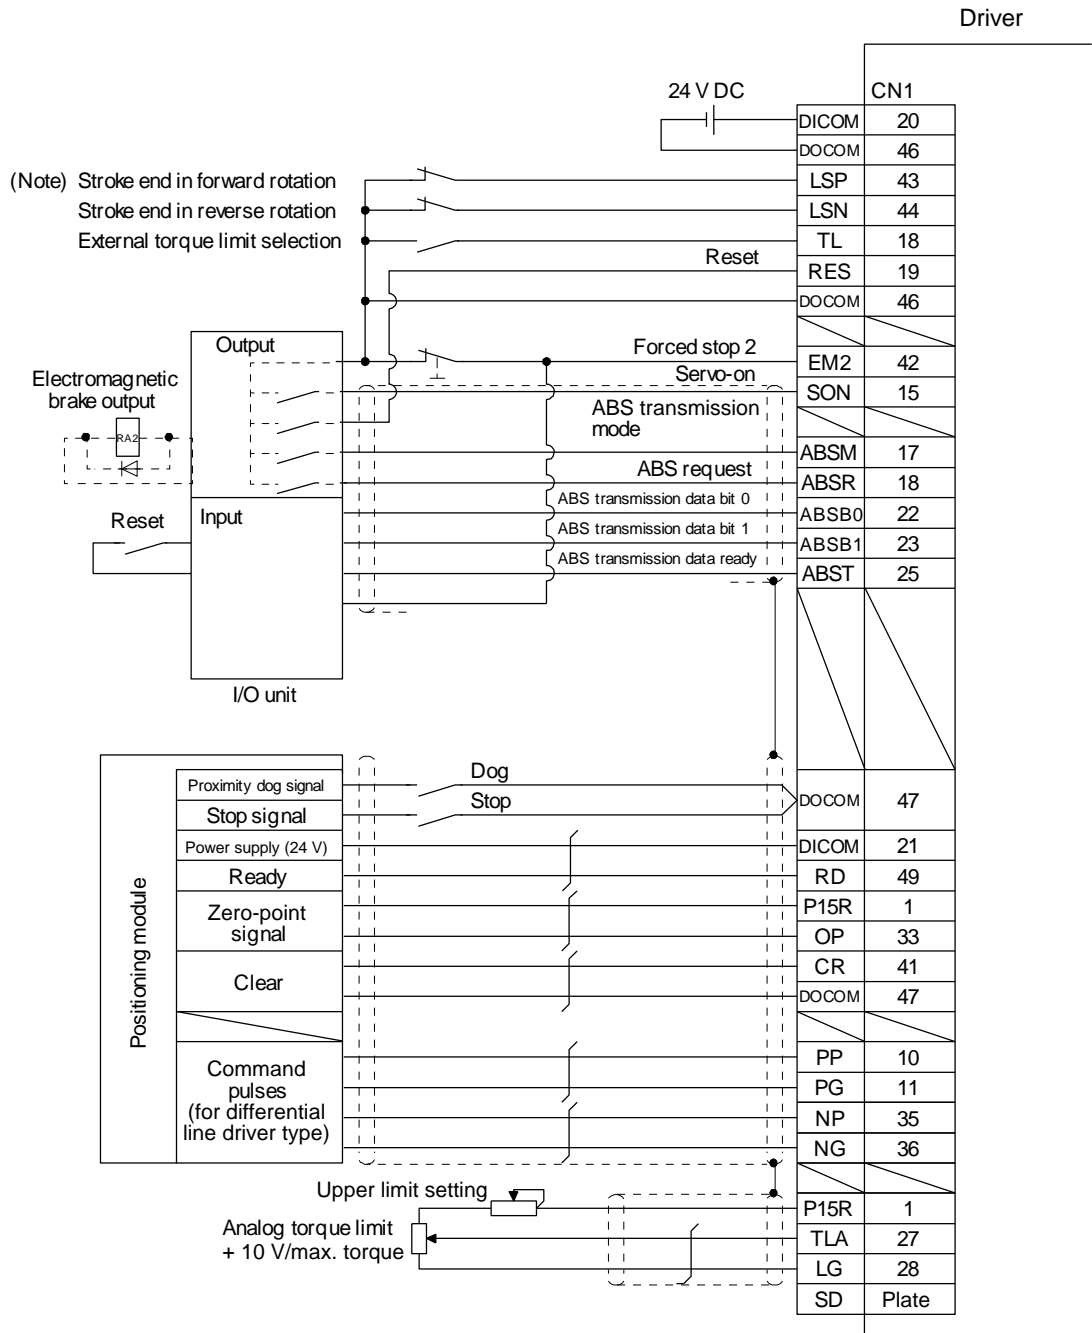 Driver
24 V DC
CN1
DICOM 20
DOCOM 46
(Note) Stroke end in forward rotation
LSP 43
Stroke end in reverse rotation
LSN 44
External torque limit selection
TL 18
Reset
RES 19
DOCOM 46
Output
Forced stop 2
EM2 42
Servo-on
SON 15
Electromagnetic
brake output
RA2
ABS transmission
mode
ABSM 17
ABS request
ABSR 18
ABS transmission data bit 0
ABSB0 22
Reset
Input
ABS transmission data bit 1
ABSB1 23
ABS transmission data ready
ABST 25
I/O unit
Positioning module
Proximity dog signal
Dog
Stop signal
Stop
DOCOM 47
Power supply (24 V)
DICOM 21
Ready
RD 49
Zero-point
signal
P15R 1
OP 33
Clear
CR 41
DOCOM 47
Command
pulses
(for differential
line driver type)
PP 10
PG 11
NP 35
NG 36
Upper limit setting
P15R 1
Analog torque limit
+ 10 V/max. torque
TLA 27
LG 28
SD Plate